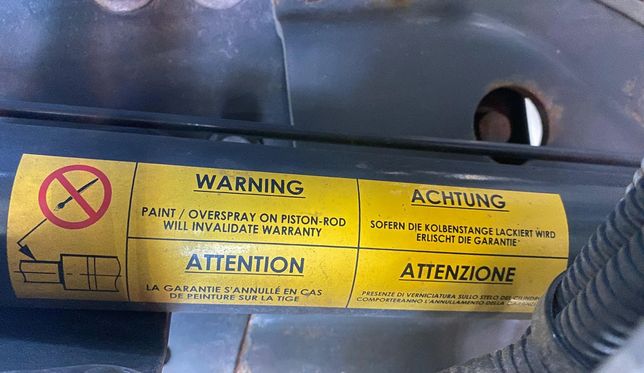 WARNING
PAINT / OVERSPRAY ON PISTON-ROD
WILL INVALIDATE WARRANTY
ACHTUNG
SOFERN DIE KOLBENSTANGE LACKIERT WIRD
ERLISCHT DIE GARANTIE
ATTENTION
LA GARANTIE S'ANNULLÉ EN CAS
DE PEINTURE SUR LA TIGE
ATTENZIONE
PRESENZE DI VERNICIATURA SULLO STELO DEL
COMPORTERANNO L'ANNULLAMENTO DELLA